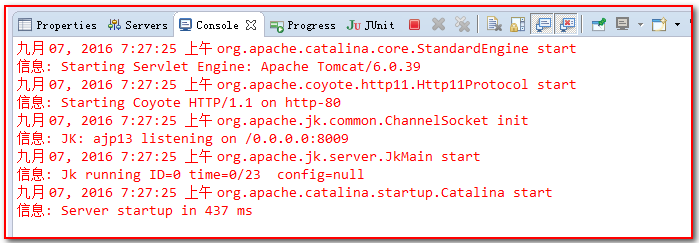 Properties Servers Console Progress JUnit
九月 07, 2016 7:27:25 上午 org.apache.catalina.core.StandardEngine start
信息: Starting Servlet Engine: Apache Tomcat/6.0.39
九月 07, 2016 7:27:25 上午 org.apache.coyote.http11.Http11Protocol start
信息: Starting Coyote HTTP/1.1 on http-80
九月 07, 2016 7:27:25 上午 org.apache.jk.common.ChannelSocket init
信息: JK: ajp13 listening on /0.0.0.0:8009
九月 07, 2016 7:27:25 上午 org.apache.jk.server.JkMain start
信息: Jk running ID=0 time=0/23  config=null
九月 07, 2016 7:27:25 上午 org.apache.catalina.startup.Catalina start
信息: Server startup in 437 ms